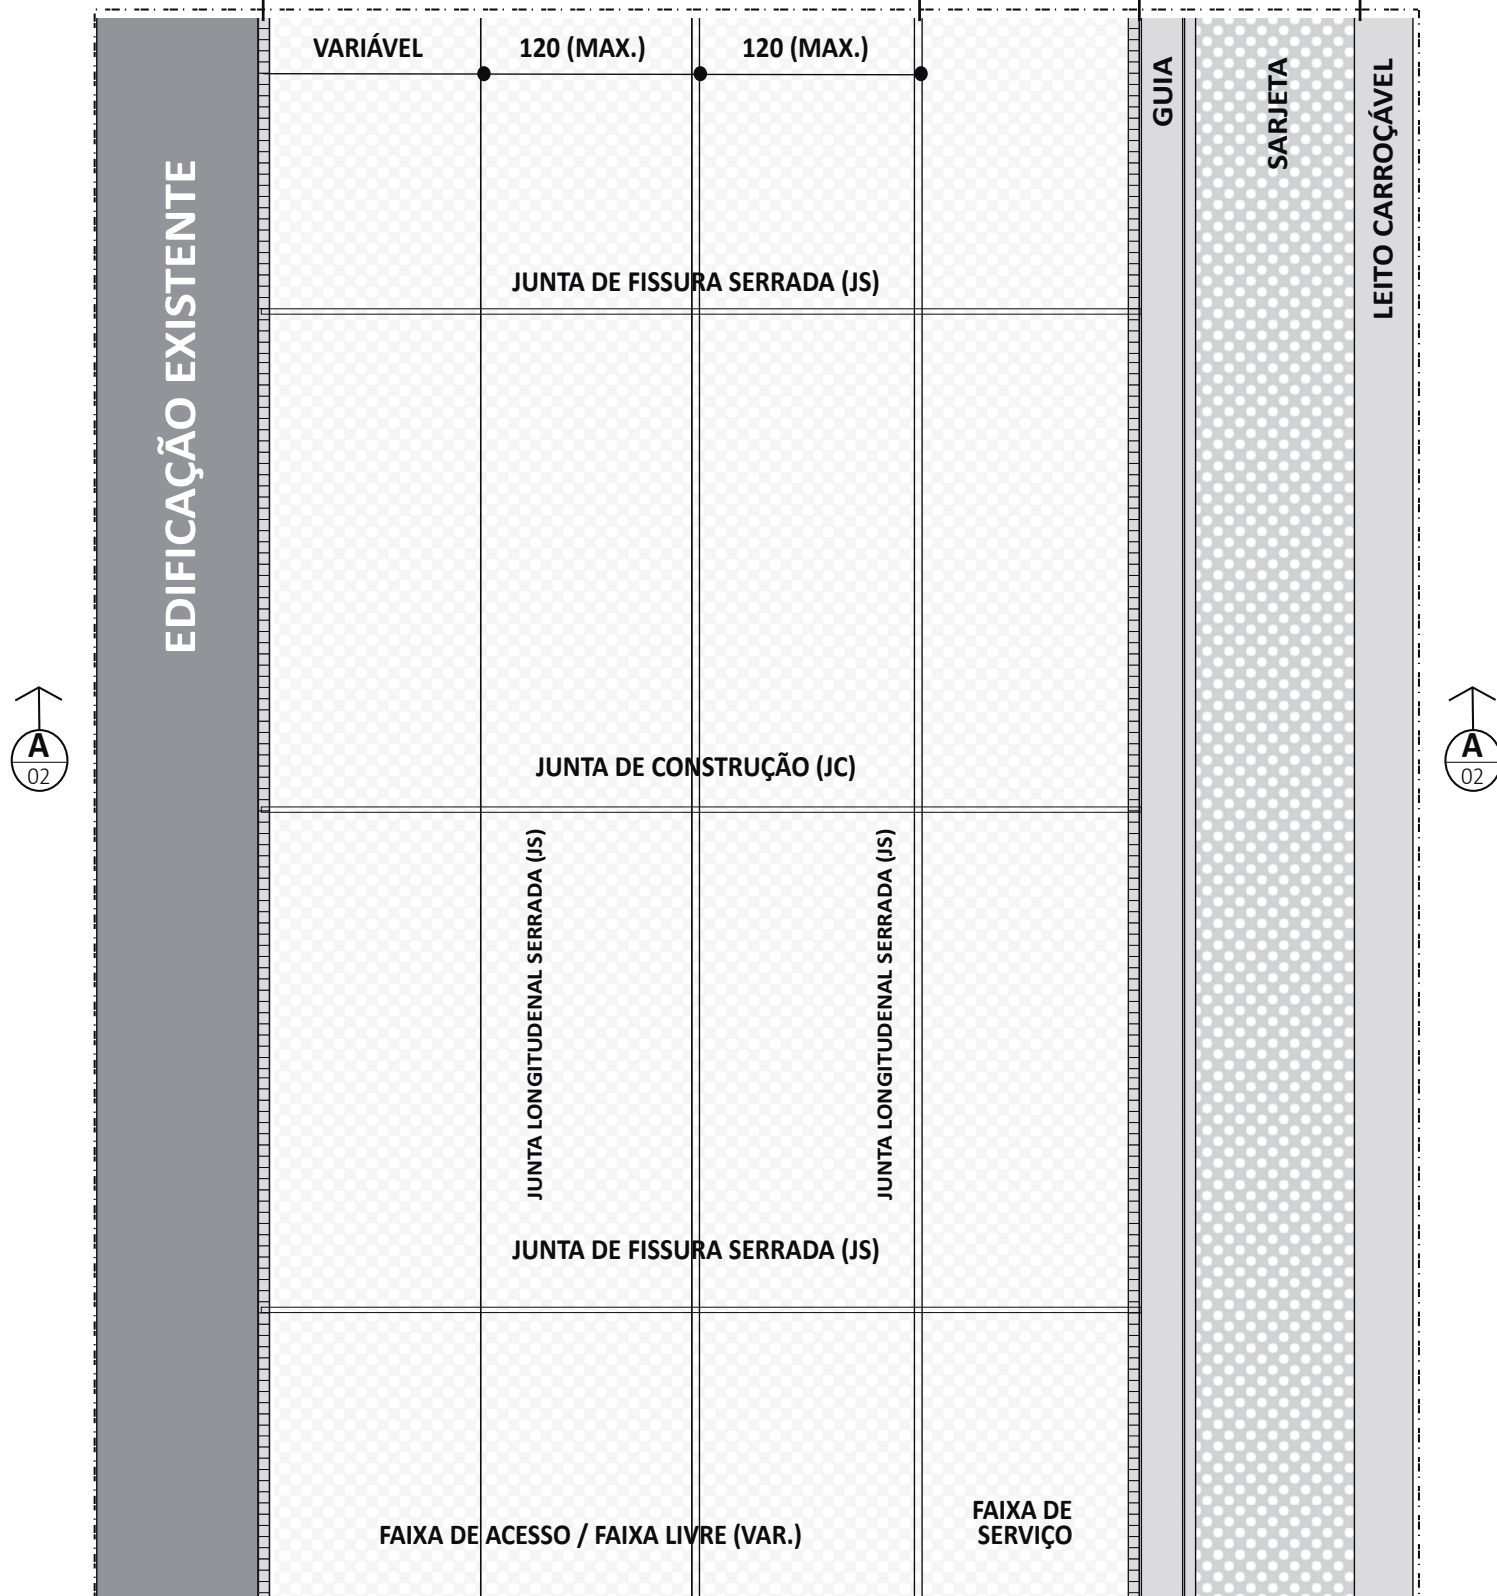 VARIÁVEL
120 (MAX.)
120 (MAX.)
GUIA
SARJETA
LEITO CARROÇÁVEL
EDIFICAÇÃO EXISTENTE
JUNTA DE FISSURA SERRADA (JS)
A
02
A
02
JUNTA DE CONSTRUÇÃO (JC)
JUNTA LONGITUDENAL SERRADA (JS)
JUNTA LONGITUDENAL SERRADA (JS)
JUNTA DE FISSURA SERRADA (JS)
FAIXA DE ACESSO / FAIXA LIVRE (VAR.)
FAIXA DE
SERVIÇO